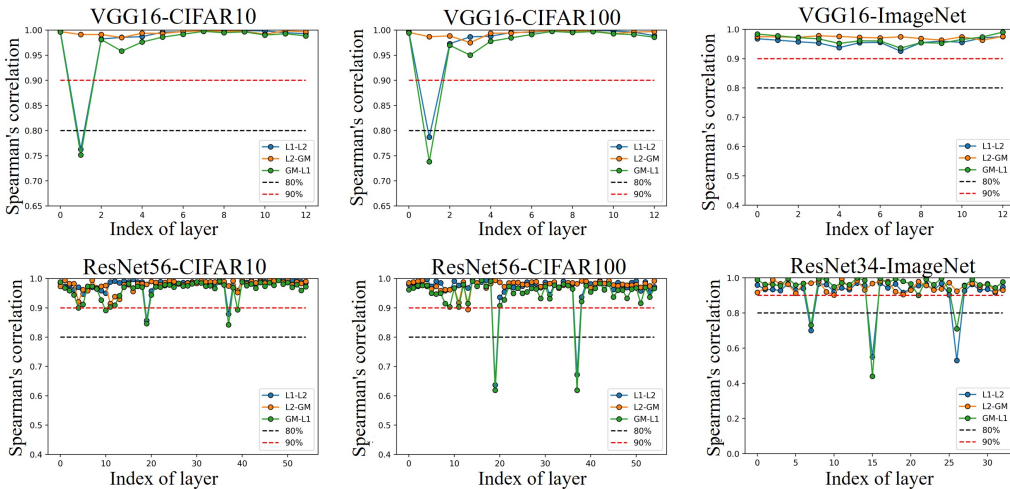 VGG16-CIFAR10
Spearman's correlation
1.00
0.95
0.90
0.85
0.80
0.75
0.70
0.65
0 2 4 6 8 10 12
Index of layer
L1-L2
L2-GM
GM-L1
80%
90%
VGG16-CIFAR100
Spearman's correlation
1.00
0.95
0.90
0.85
0.80
0.75
0.70
0.65
0 2 4 6 8 10 12
Index of layer
L1-L2
L2-GM
GM-L1
80%
90%
VGG16-ImageNet
Spearman's correlation
1.0
0.9
0.8
0.7
0.6
0.5
0.4
0 2 4 6 8 10 12
Index of layer
L1-L2
L2-GM
GM-L1
80%
90%
ResNet56-CIFAR10
Spearman's correlation
1.0
0.9
0.8
0.7
0.6
0.5
0.4
0 10 20 30 40 50
Index of layer
L1-L2
L2-GM
GM-L1
80%
90%
ResNet56-CIFAR100
Spearman's correlation
1.0
0.9
0.8
0.7
0.6
0.5
0.4
0 10 20 30 40 50
Index of layer
L1-L2
L2-GM
GM-L1
80%
90%
ResNet34-ImageNet
Spearman's correlation
1.0
0.8
0.6
0.4
0.2
0.0
0 5 10 15 20 25 30
Index of layer
L1-L2
L2-GM
GM-L1
80%
90%